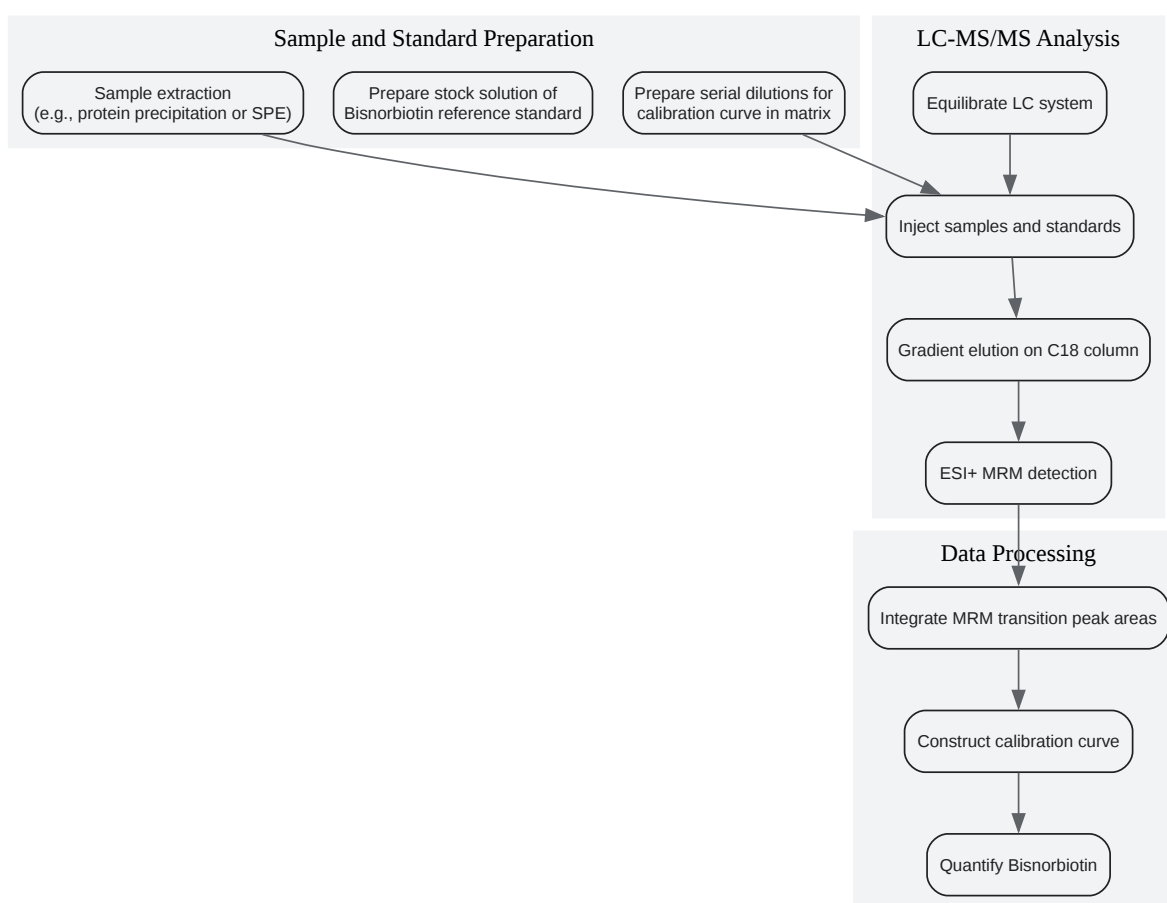 Sample and Standard Preparation
Sample extraction
(e.g., protein precipitation or SPE)
Prepare stock solution of
Bisnorbiotin reference standard
Prepare serial dilutions for
calibration curve in matrix
LC-MS/MS Analysis
Equilibrate LC system
Inject samples and standards
Gradient elution on C18 column
ESI+ MRM detection
Data Processing
Integrate MRM transition peak areas
Construct calibration curve
Quantify Bisnorbiotin